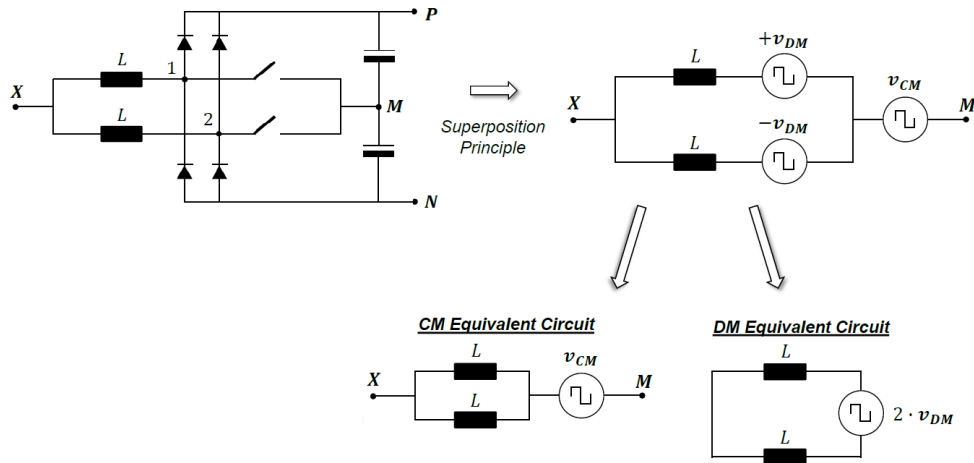 P
L
1
X
M
L
2
N
Superposition
Principle
+v_DM
L
v_CM
X
M
−v_DM
L
CM Equivalent Circuit
L
v_CM
X
M
L
DM Equivalent Circuit
L
2 · v_DM
L